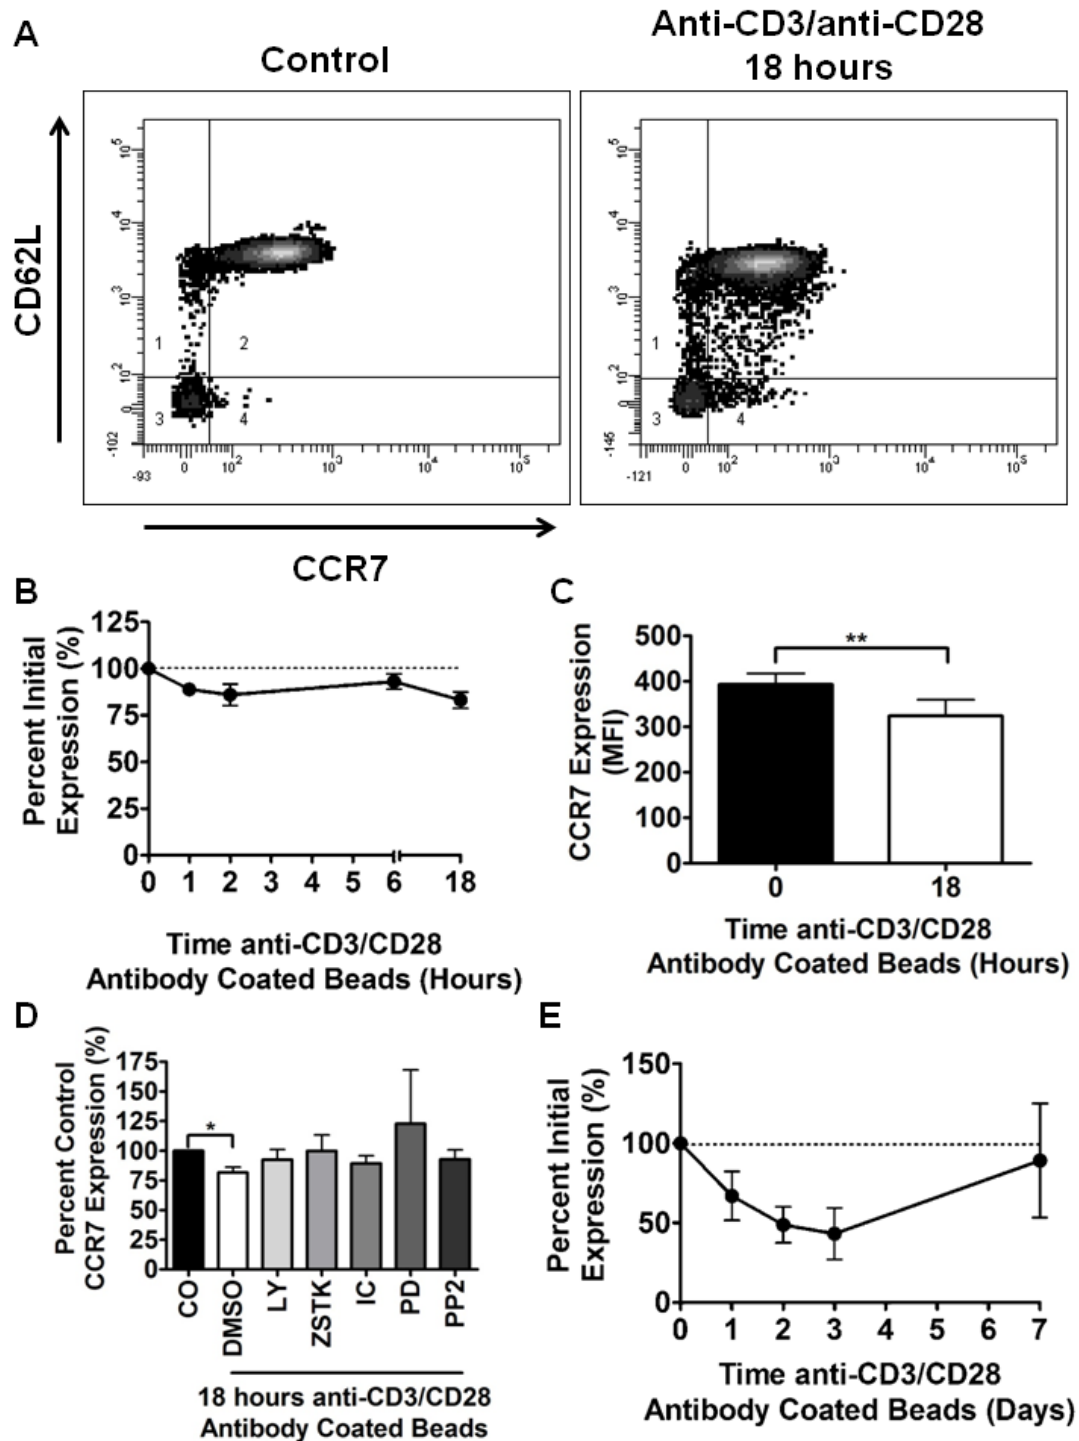 A
Control
Anti-CD3/anti-CD28
18 hours
CD62L
10^5
10^4
10^3
10^2
0
-102
1
2
3
4
-93
0
10^2
10^3
10^4
10^5
10^5
10^4
10^3
10^2
0
-145
1
3
4
-121
0
10^2
10^3
10^4
10^5
CCR7
B
Percent Initial
Expression (%)
125
100
75
50
25
0
0 1 2 3 4 5 6 18
Time anti-CD3/CD28
Antibody Coated Beads (Hours)
C
CCR7 Expression
(MFI)
500
400
300
200
100
0
**
0 18
Time anti-CD3/CD28
Antibody Coated Beads (Hours)
D
Percent Control
CCR7 Expression (%)
175
150
125
100
75
50
25
0
*
CO
DMSO
LY
ZSTK
IC
PD
PP2
18 hours anti-CD3/CD28
Antibody Coated Beads
E
Percent Initial
Expression (%)
150
100
50
0
0 1 2 3 4 5 6 7
Time anti-CD3/CD28
Antibody Coated Beads (Days)